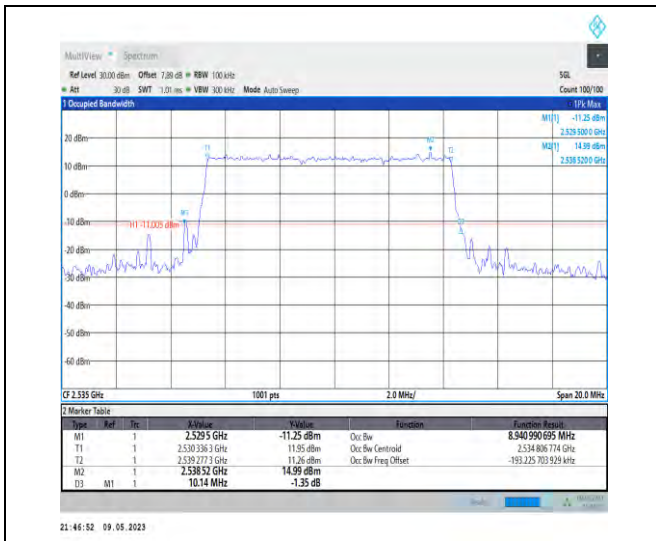 MultiView Spectrum
Ref Level 30.00 dBm Offset 7.89 dB RBW 100 kHz SGL
Att 30 dB SWT 1.01 ms VBW 300 kHz Mode Auto Sweep Count 100/100
1 Occupied Bandwidth 1Pk Max
M1[1] -11.25 dBm
2.529 500 0 GHz
M2[1] 14.99 dBm
2.538 520 0 GHz
20 dBm
T1
M2
T2
10 dBm
0 dBm
-10 dBm
M1
D3
H1 -11.005 dBm
-20 dBm
-30 dBm
-40 dBm
-50 dBm
-60 dBm
CF 2.535 GHz 1001 pts 2.0 MHz/ Span 20.0 MHz
2 Marker Table
Type Ref Trc X-Value Y-Value Function Function Result
M1 1 2.5295 GHz -11.25 dBm Occ Bw 8.940 990 695 MHz
T1 1 2.530 336 3 GHz 11.95 dBm Occ Bw Centroid 2.534 806 774 GHz
T2 1 2.539 277 3 GHz 11.26 dBm Occ Bw Freq Offset -193.225 703 929 kHz
M2 1 2.538 52 GHz 14.99 dBm
D3 M1 1 10.14 MHz -1.35 dB
21:46:52 09.05.2023